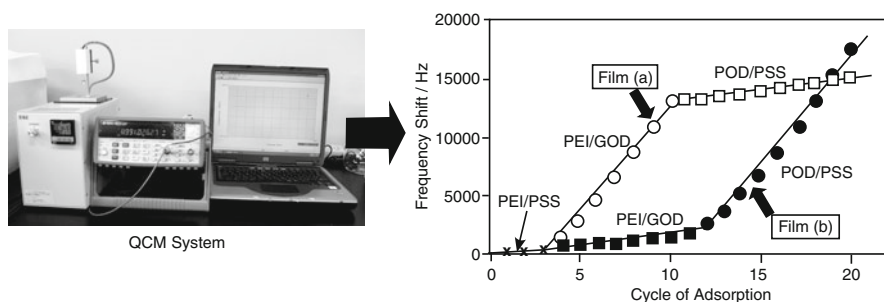 QCM System
Frequency Shift / Hz
20000
15000
10000
5000
0
Film (a)
POD/PSS
PEI/GOD
POD/PSS
PEI/PSS
PEI/GOD
Film (b)
0
5
10
15
20
Cycle of Adsorption